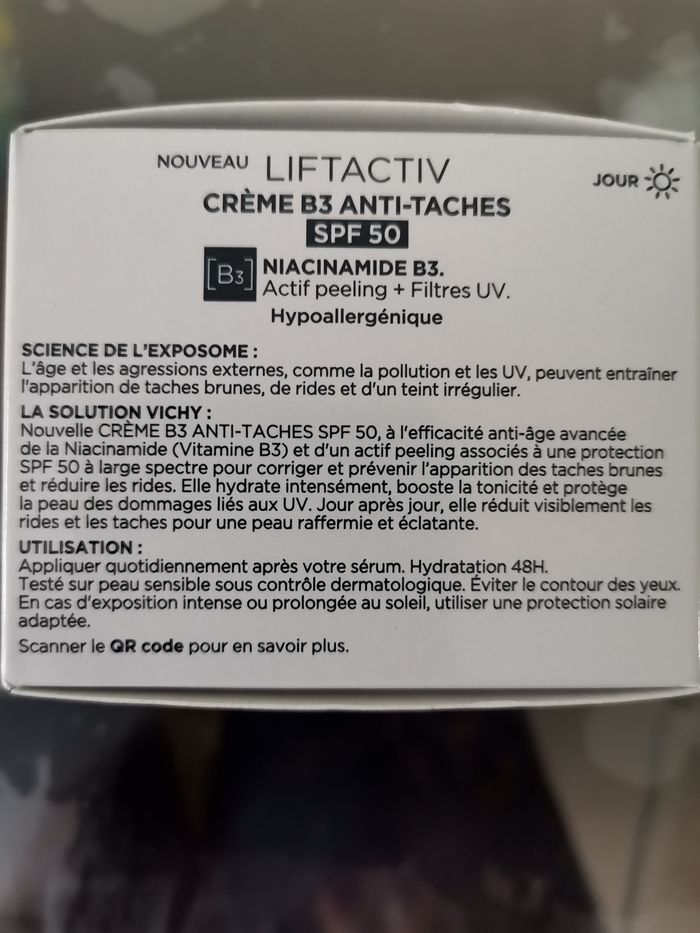 NOUVEAU LIFTACTIV
JOUR
CRÈME B3 ANTI-TACHES
SPF 50
[B3] NIACINAMIDE B3.
Actif peeling + Filtres UV.
Hypoallergénique
SCIENCE DE L'EXPOSOME :
L'âge et les agressions externes, comme la pollution et les UV, peuvent entraîner
l'apparition de taches brunes, de rides et d'un teint irrégulier.
LA SOLUTION VICHY :
Nouvelle CRÈME B3 ANTI-TACHES SPF 50, à l'efficacité anti-âge avancée
de la Niacinamide (Vitamine B3) et d'un actif peeling associés à une protection
SPF 50 à large spectre pour corriger et prévenir l'apparition des taches brunes
et réduire les rides. Elle hydrate intensément, booste la tonicité et protège
la peau des dommages liés aux UV. Jour après jour, elle réduit visiblement les
rides et les taches pour une peau raffermie et éclatante.
UTILISATION :
Appliquer quotidiennement après votre sérum. Hydratation 48H.
Testé sur peau sensible sous contrôle dermatologique. Éviter le contour des yeux.
En cas d'exposition intense ou prolongée au soleil, utiliser une protection solaire
adaptée.
Scanner le QR code pour en savoir plus.